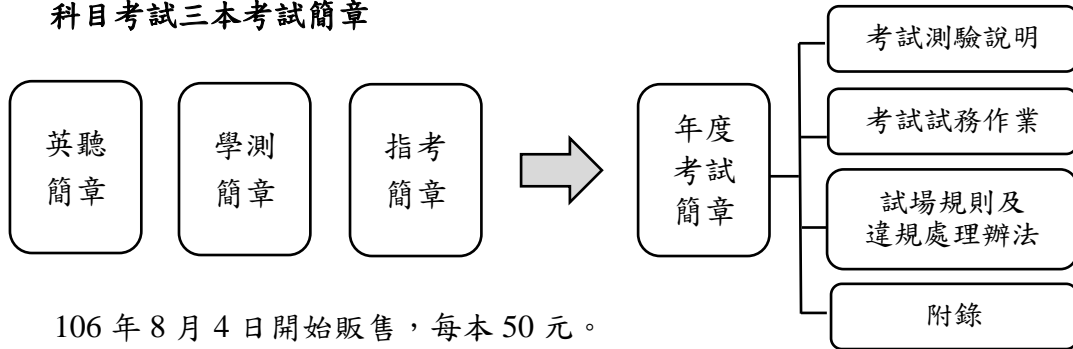 科目考試三本考試簡章
英聽
簡章
學測
簡章
指考
簡章
年度
考試
簡章
考試測驗說明
考試試務作業
試場規則及
違規處理辦法
附錄
106 年 8 月 4 日開始販售，每本 50 元。